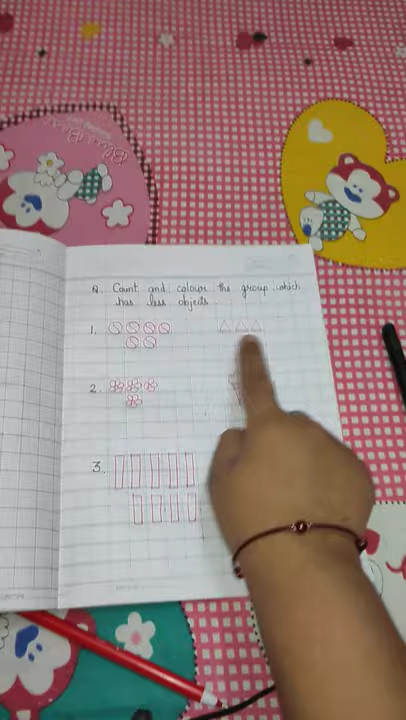 Q. Count and colour the group which
has less objects.
1.
2.
3.